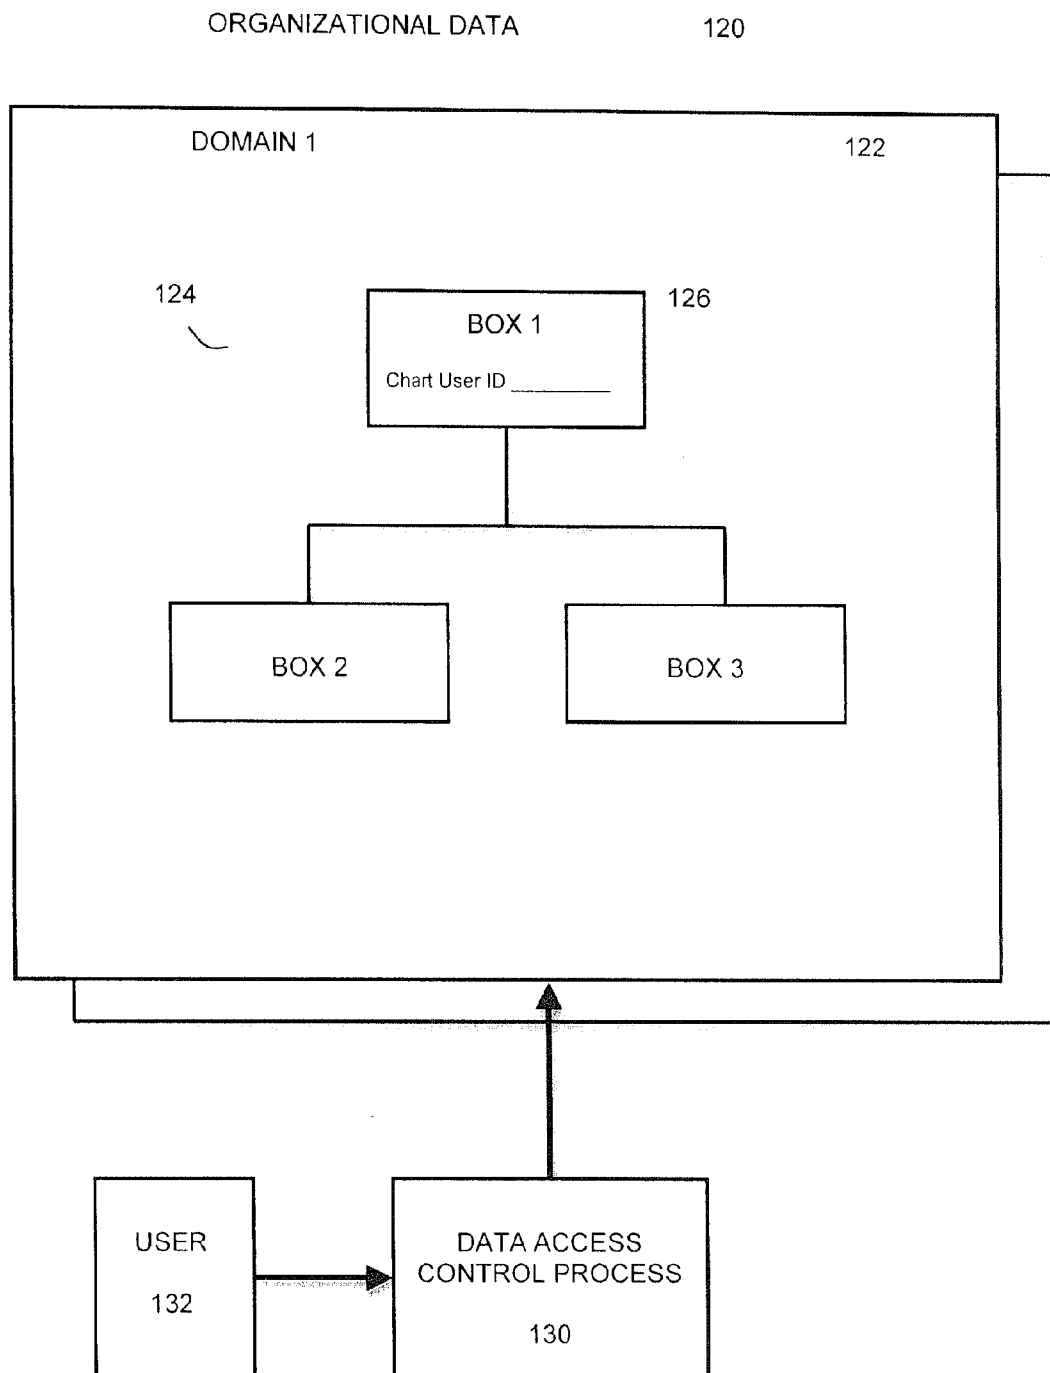 ORGANIZATIONAL DATA 120
DOMAIN 1 122
124
126
BOX 1
Chart User ID __________
BOX 2
BOX 3
USER
132
DATA ACCESS
CONTROL PROCESS
130